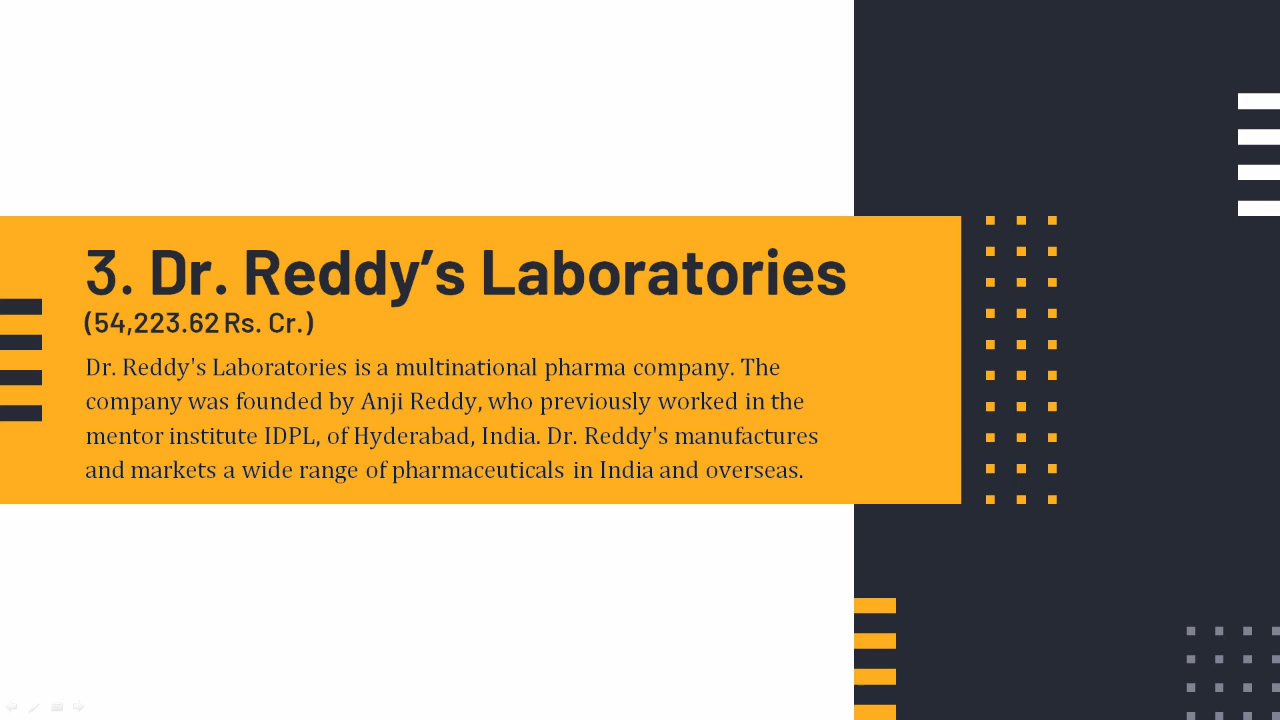 3. Dr. Reddy’s Laboratories
(54,223.62 Rs. Cr.)
Dr. Reddy's Laboratories is a multinational pharma company. The
company was founded by Anji Reddy, who previously worked in the
mentor institute IDPL, of Hyderabad, India. Dr. Reddy's manufactures
and markets a wide range of pharmaceuticals in India and overseas.